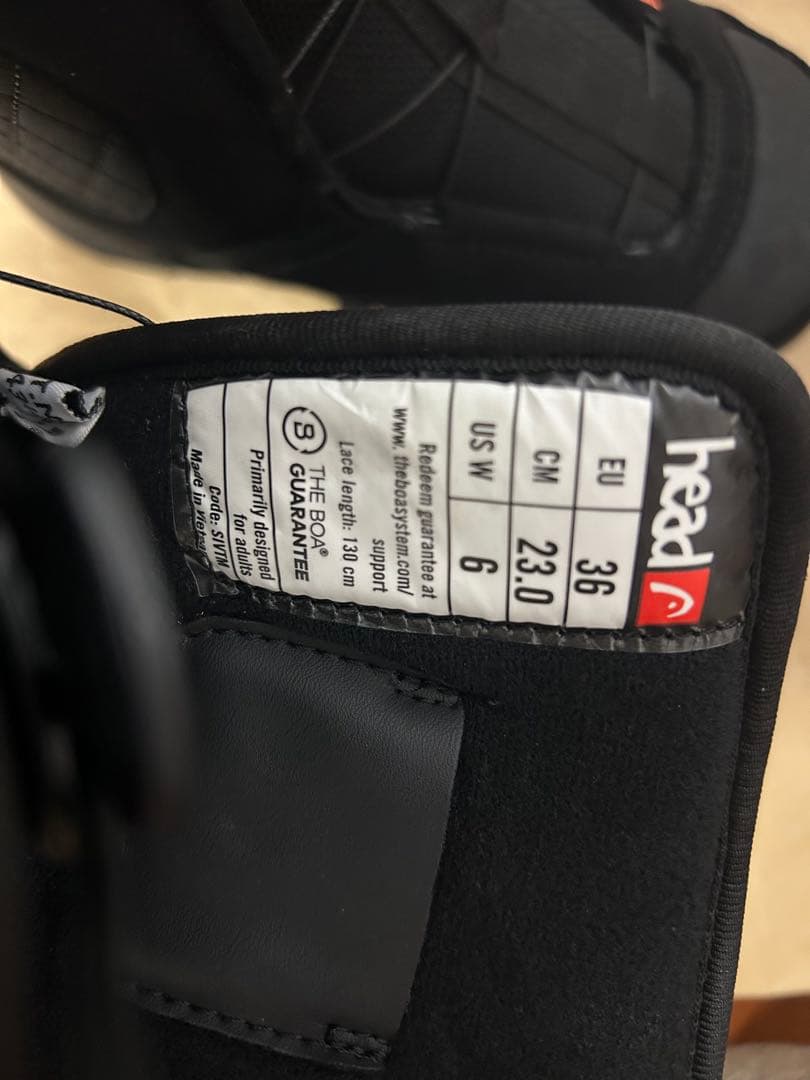 head
EU 36
CM 23.0
US W 6
Redeem guarantee at
www.theboasystem.com/
support
Lace length: 130 cm
B THE BOA®
GUARANTEE
Primarily designed
for adults
Code: SIVTM
Made in Vietnam